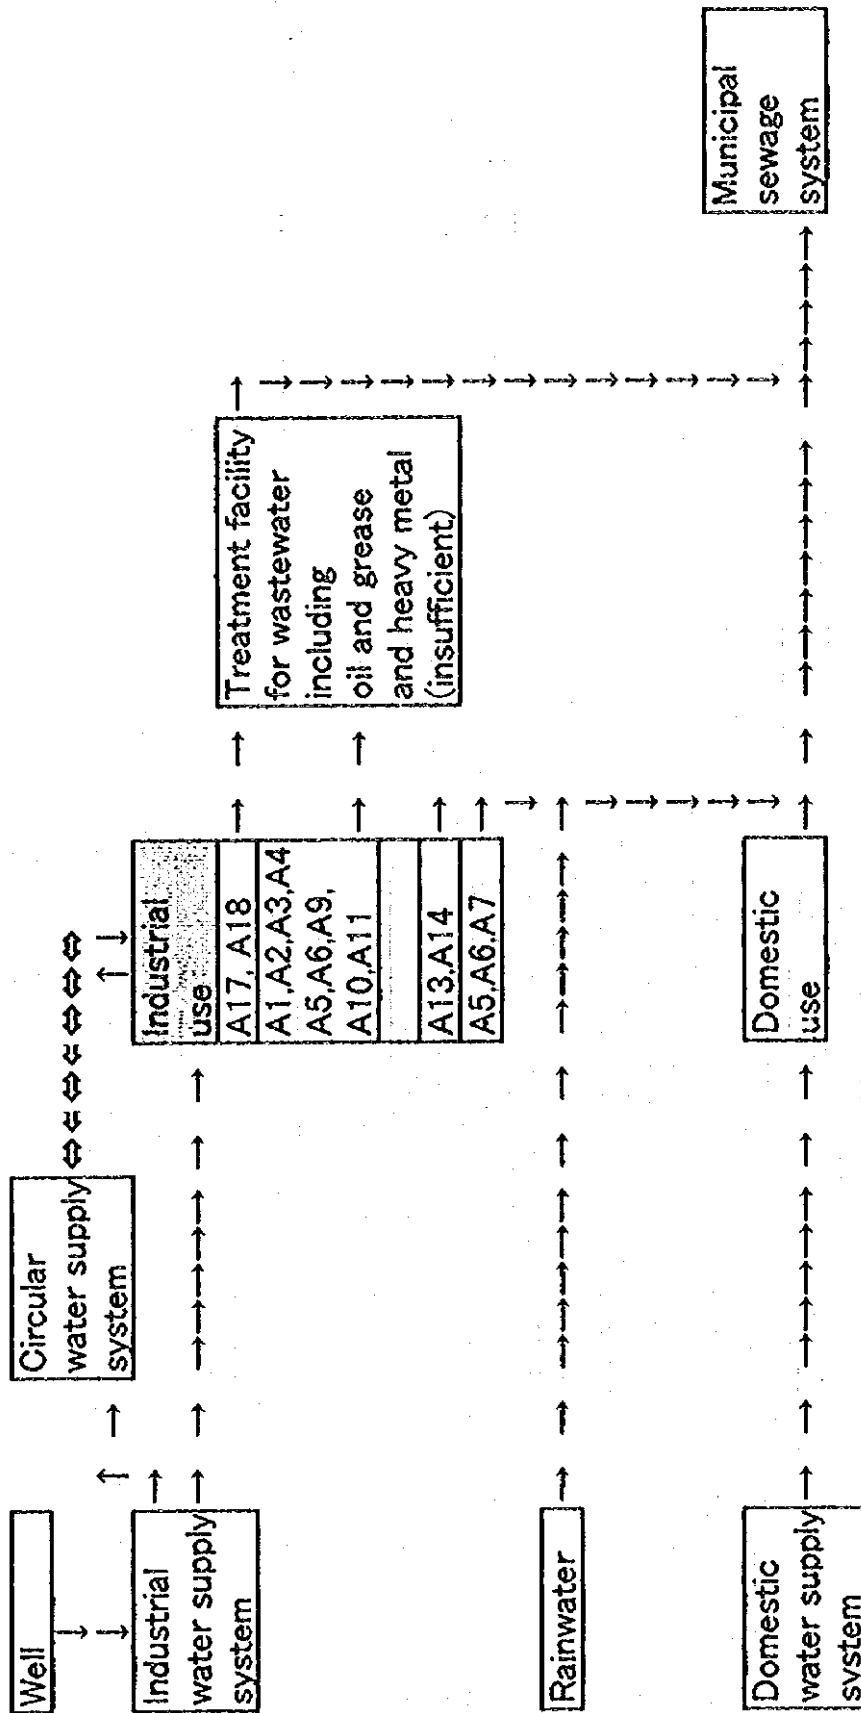 Well
Industrial
water supply
system
Circular
water supply
system
Industrial
use
A17, A18
A1,A2,A3,A4
A5,A6,A9,
A10,A11
A13,A14
A5,A6,A7
Treatment facility
for wastewater
including
oil and grease
and heavy metal
(insufficient)
Rainwater
Domestic
water supply
system
Domestic
use
Municipal
sewage
system